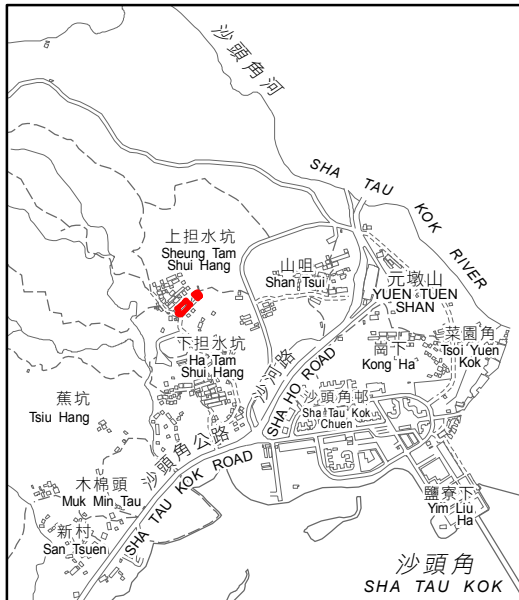 沙頭角河
SHA TAU KOK RIVER
上担水坑
Sheung Tam
Shui Hang
山咀
Shan Tsui
元墩山
YUEN TUEN
SHAN
菜園角
Tsoi Yuen
Kok
崗下
Kong Ha
下担水坑
Ha Tam
Shui Hang
沙河路
SHA HO ROAD
蕉坑
Tsiu Hang
沙頭角邨
Sha Tau Kok
Chuen
沙頭角公路
SHA TAU KOK ROAD
木棉頭
Muk Min Tau
新村
San Tsuen
鹽寮下
Yim Liu
Ha
沙頭角
SHA TAU KOK